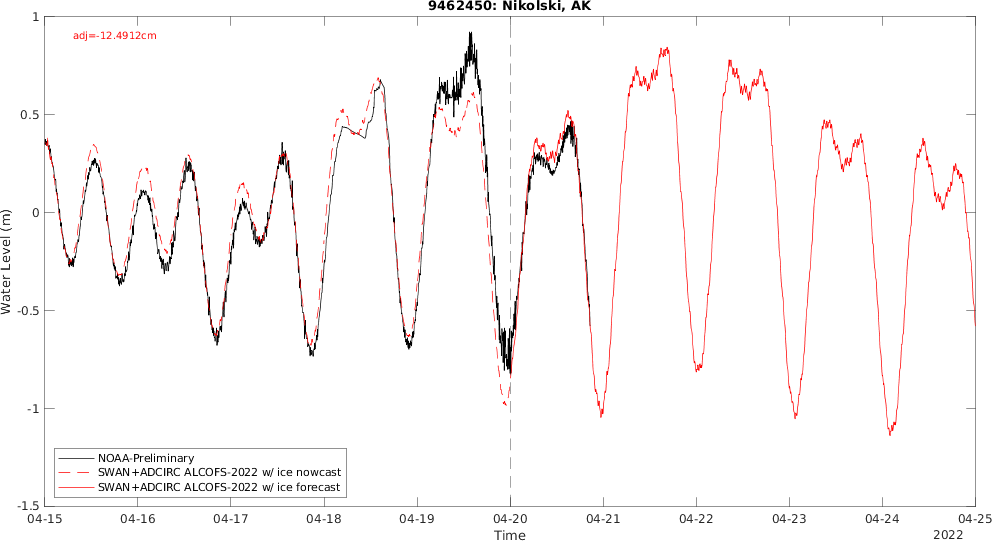 9462450: Nikolski, AK
adj=-12.4912cm
Water Level (m)
1
0.5
0
-0.5
-1
-1.5
NOAA-Preliminary
SWAN+ADCIRC ALCOFS-2022 w/ ice nowcast
SWAN+ADCIRC ALCOFS-2022 w/ ice forecast
04-15 04-16 04-17 04-18 04-19 04-20 04-21 04-22 04-23 04-24 04-25
Time
2022